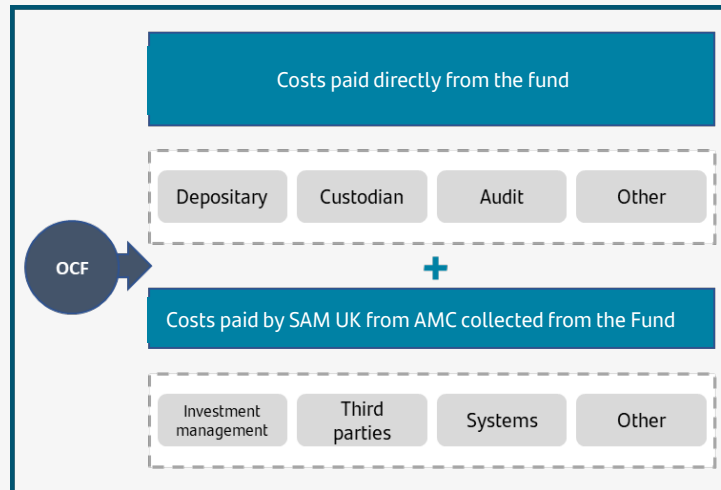 Costs paid directly from the fund
Depositary
Custodian
Audit
Other
OCF
+
Costs paid by SAM UK from AMC collected from the Fund
Investment
management
Third
parties
Systems
Other